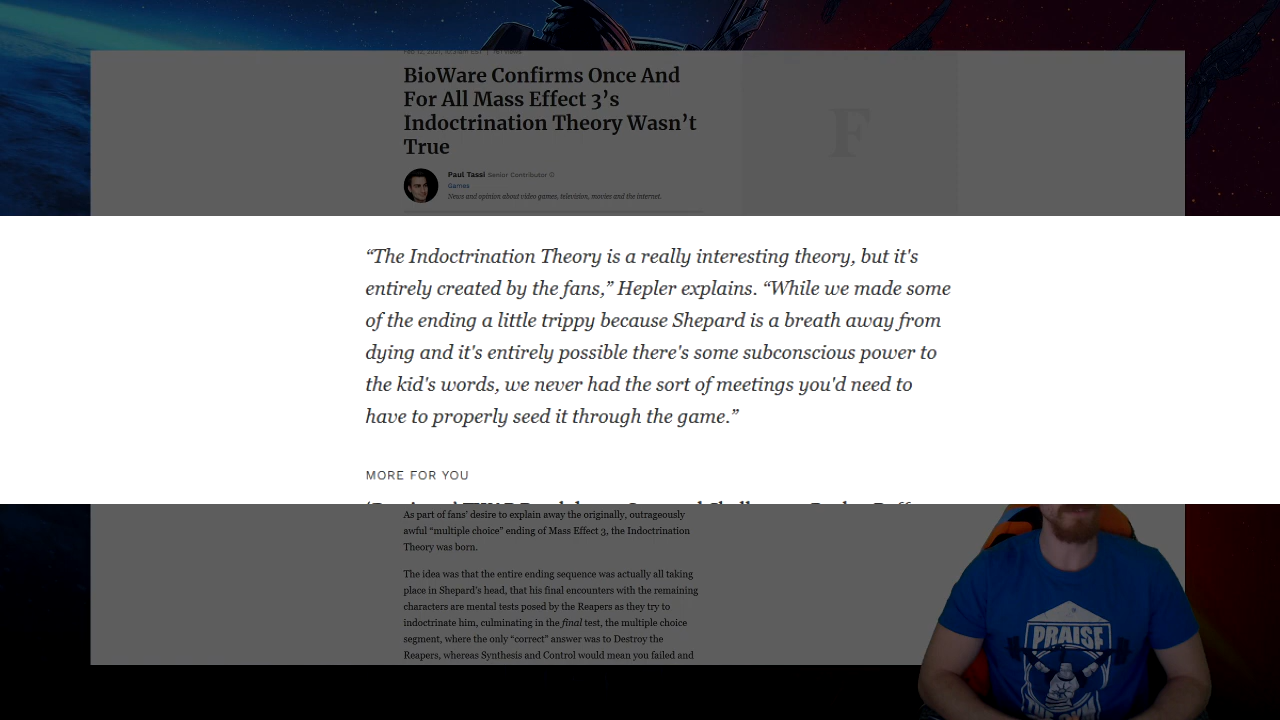 BioWare Confirms Once And
For All Mass Effect 3’s
Indoctrination Theory Wasn’t
True
F
Paul Tassi Senior Contributor
Games
News and opinion about video games, television, movies and the internet.
“The Indoctrination Theory is a really interesting theory, but it's
entirely created by the fans,” Hepler explains. “While we made some
of the ending a little trippy because Shepard is a breath away from
dying and it's entirely possible there's some subconscious power to
the kid's words, we never had the sort of meetings you'd need to
have to properly seed it through the game.”
MORE FOR YOU
As part of fans’ desire to explain away the originally, outrageously
awful “multiple choice” ending of Mass Effect 3, the Indoctrination
Theory was born.
The idea was that the entire ending sequence was actually all taking
place in Shepard’s head, that his final encounters with the remaining
characters are mental tests posed by the Reapers as they try to
indoctrinate him, culminating in the final test, the multiple choice
segment, where the only “correct” answer was to Destroy the
Reapers, whereas Synthesis and Control would mean you failed and
PRAISE